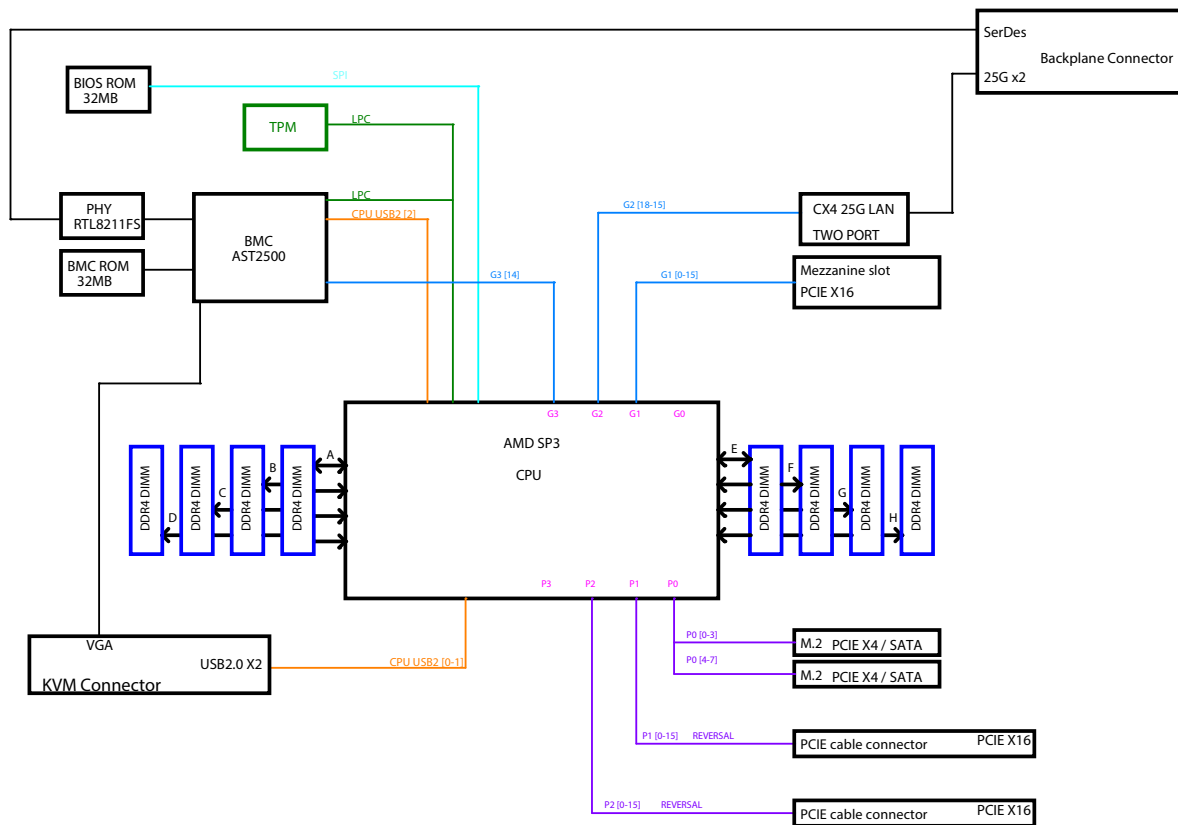 SerDes
Backplane Connector
25G x2
SPI
BIOS ROM
32MB
TPM
LPC
LPC
PHY
RTL8211FS
BMC
AST2500
CPU USB2 [2]
BMC ROM
32MB
G3 [14]
G2 [18-15]
CX4 25G LAN
TWO PORT
G1 [0-15]
Mezzanine slot
PCIE X16
G3
G2
G1
G0
AMD SP3
CPU
DDR4 DIMM
DDR4 DIMM
DDR4 DIMM
DDR4 DIMM
A
B
C
D
E
F
G
H
DDR4 DIMM
DDR4 DIMM
DDR4 DIMM
DDR4 DIMM
P3
P2
P1
P0
VGA
USB2.0 X2
KVM Connector
CPU USB2 [0-1]
P0 [0-3]
M.2 PCIE X4 / SATA
P0 [4-7]
M.2 PCIE X4 / SATA
P1 [0-15] REVERSAL
PCIE cable connector PCIE X16
P2 [0-15] REVERSAL
PCIE cable connector PCIE X16